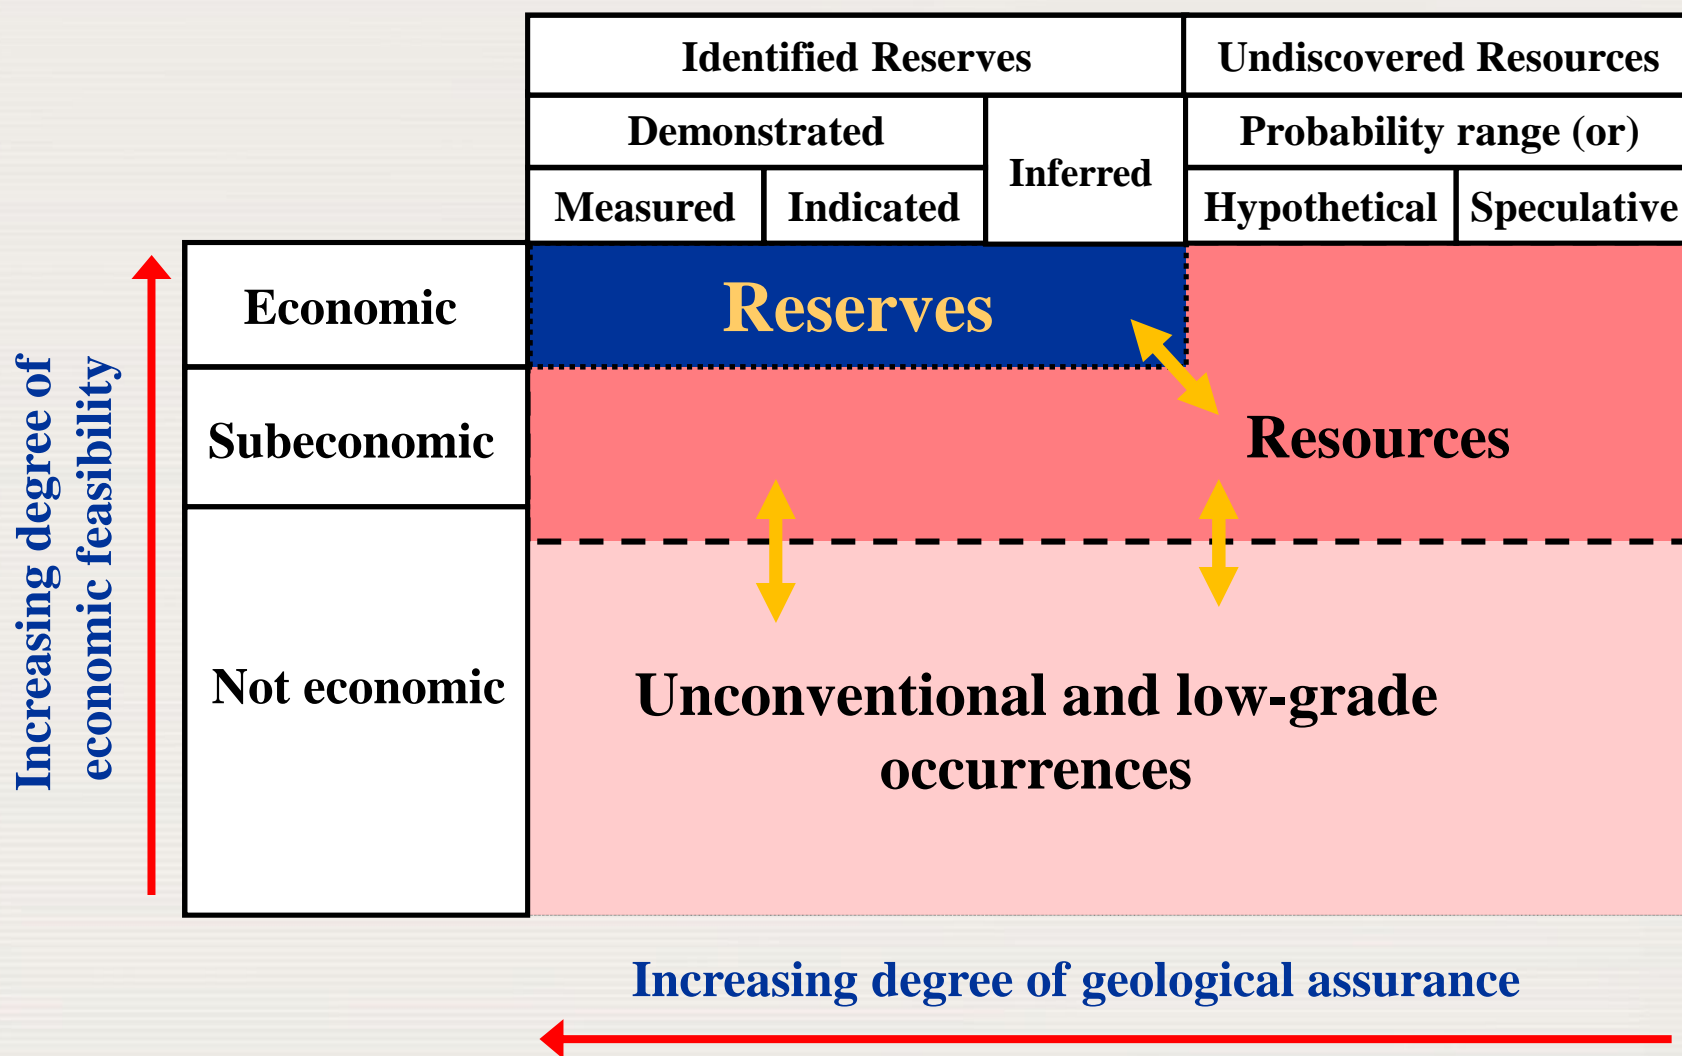 Identified Reserves
Undiscovered Resources
Demonstrated
Inferred
Probability range (or)
Measured
Indicated
Hypothetical
Speculative
Economic
Reserves
Subeconomic
Resources
Not economic
Unconventional and low-grade
occurrences
Increasing degree of
economic feasibility
Increasing degree of geological assurance